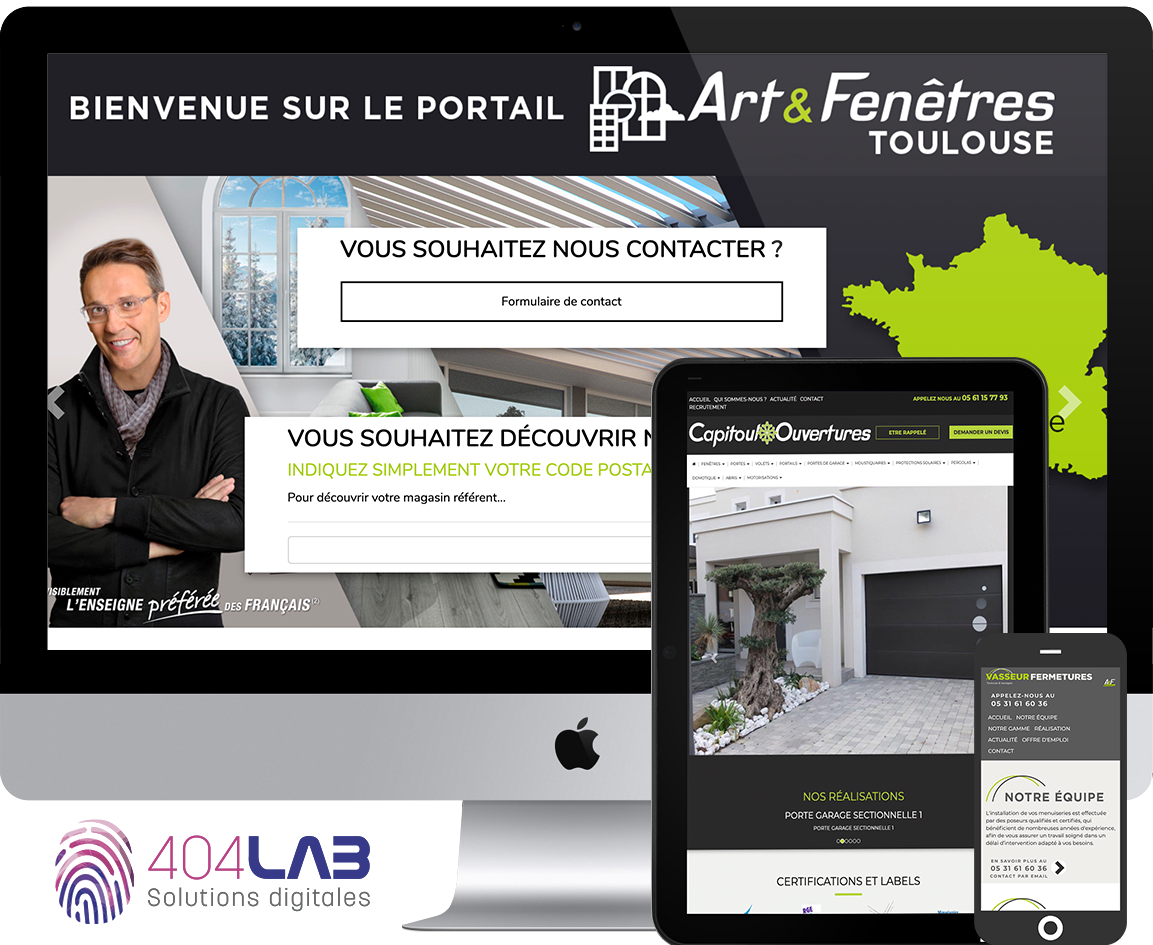 BIENVENUE SUR LE PORTAIL
Art & Fenêtres
TOULOUSE
VOUS SOUHAITEZ NOUS CONTACTER ?
Formulaire de contact
VOUS SOUHAITEZ DÉCOUVRIR
INDIQUEZ SIMPLEMENT VOTRE CODE POSTA
Pour découvrir votre magasin référent...
e
ISIBLEMENT
L'ENSEIGNE préférée DES FRANÇAIS(2)
ACCUEIL QUI SOMMES-NOUS ? ACTUALITÉ CONTACT
RECRUTEMENT
APPELEZ NOUS AU 05 61 15 77 93
Capitoul Ouvertures
ETRE RAPPELÉ
DEMANDER UN DEVIS
FENÊTRES | PORTES | VOLETS | PORTAILS | PORTES DE GARAGE | MOUSTIQUAIRES | PROTECTIONS SOLAIRES | PERGOLAS
DOMOTIQUE | ABRIS | MOTORISATIONS
NOS RÉALISATIONS
PORTE GARAGE SECTIONNELLE 1
PORTE GARAGE SECTIONNELLE 1
CERTIFICATIONS ET LABELS
RGE
VASSEUR FERMETURES
A&F
APPELEZ-NOUS AU
05 31 61 60 36
ACCUEIL NOTRE ÉQUIPE
NOTRE GAMME RÉALISATION
ACTUALITÉ OFFRE D'EMPLOI
CONTACT
NOTRE ÉQUIPE
L'installation de vos menuiseries est effectuée
par des poseurs qualifiés et certifiés, qui
bénéficient de nombreuses années d'expérience,
afin de vous assurer un travail soigné dans un
délai d'intervention adapté à vos besoins.
EN SAVOIR PLUS AU
05 31 61 60 36
CONTACT PAR EMAIL
404LAB
Solutions digitales